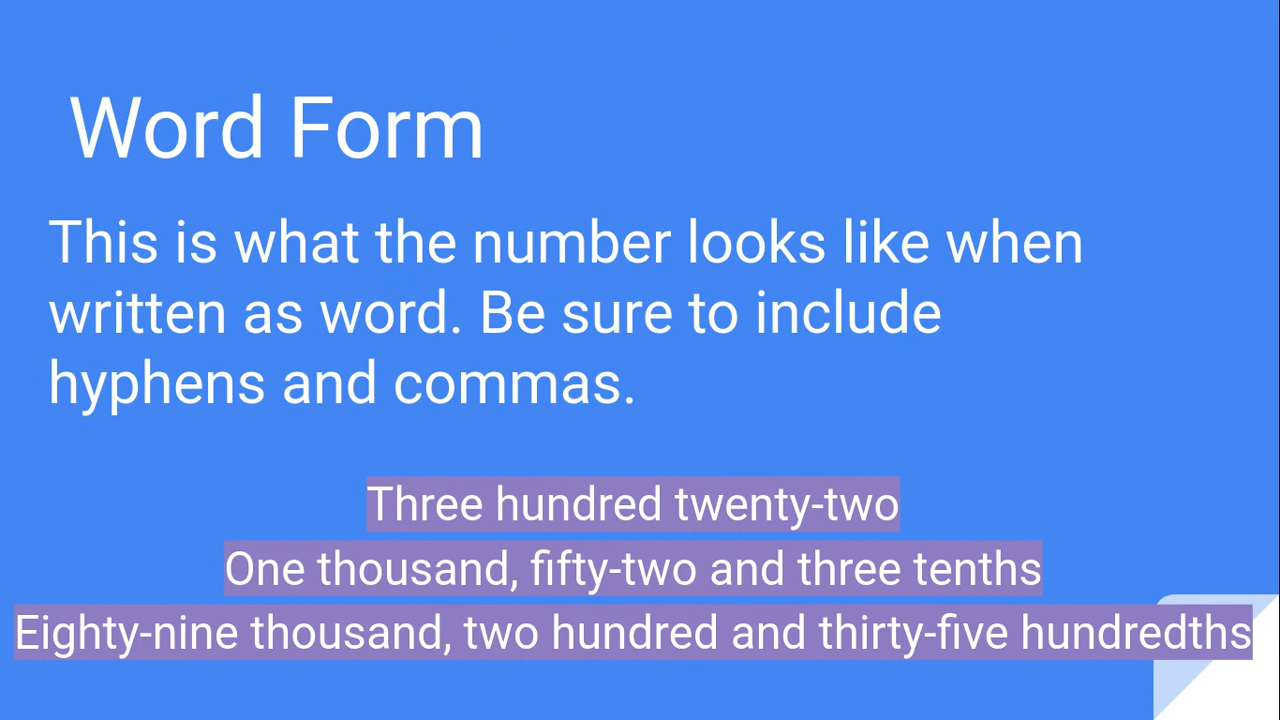 Word Form
This is what the number looks like when
written as word. Be sure to include
hyphens and commas.
Three hundred twenty-two
One thousand, fifty-two and three tenths
Eighty-nine thousand, two hundred and thirty-five hundredths